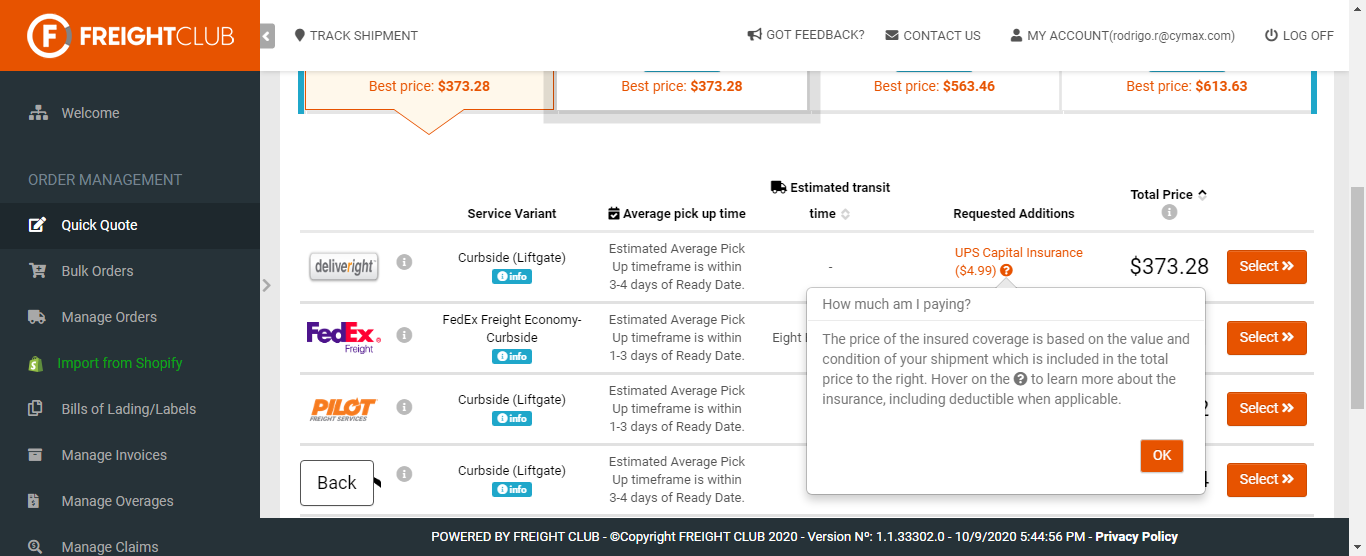 FREIGHTCLUB
TRACK SHIPMENT
GOT FEEDBACK?
CONTACT US
MY ACCOUNT(rodrigo.r@cymax.com)
LOG OFF
Welcome
ORDER MANAGEMENT
Quick Quote
Bulk Orders
Manage Orders
Import from Shopify
Bills of Lading/Labels
Manage Invoices
Manage Overages
Manage Claims
Best price: $373.28
Best price: $373.28
Best price: $563.46
Best price: $613.63
Service Variant
Average pick up time
Estimated transit
time
Requested Additions
Total Price
deliveright
Curbside (Liftgate)
info
Estimated Average Pick
Up timeframe is within
3-4 days of Ready Date.
-
UPS Capital Insurance
($4.99)
$373.28
Select
FedEx
Freight
FedEx Freight Economy-
Curbside
info
Estimated Average Pick
Up timeframe is within
1-3 days of Ready Date.
Eight
Select
PILOT
FREIGHT SERVICES
Curbside (Liftgate)
info
Estimated Average Pick
Up timeframe is within
1-3 days of Ready Date.
Select
Back
Curbside (Liftgate)
info
Estimated Average Pick
Up timeframe is within
3-4 days of Ready Date.
Select
How much am I paying?
The price of the insured coverage is based on the value and
condition of your shipment which is included in the total
price to the right. Hover on the ? to learn more about the
insurance, including deductible when applicable.
OK
POWERED BY FREIGHT CLUB - ©Copyright FREIGHT CLUB 2020 - Version Nº: 1.1.33302.0 - 10/9/2020 5:44:56 PM - Privacy Policy